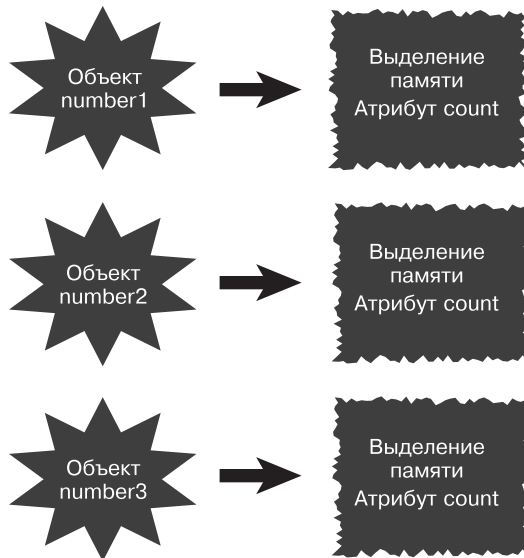 Объект
number1
Выделение
памяти
Атрибут count
Объект
number2
Выделение
памяти
Атрибут count
Объект
number3
Выделение
памяти
Атрибут count